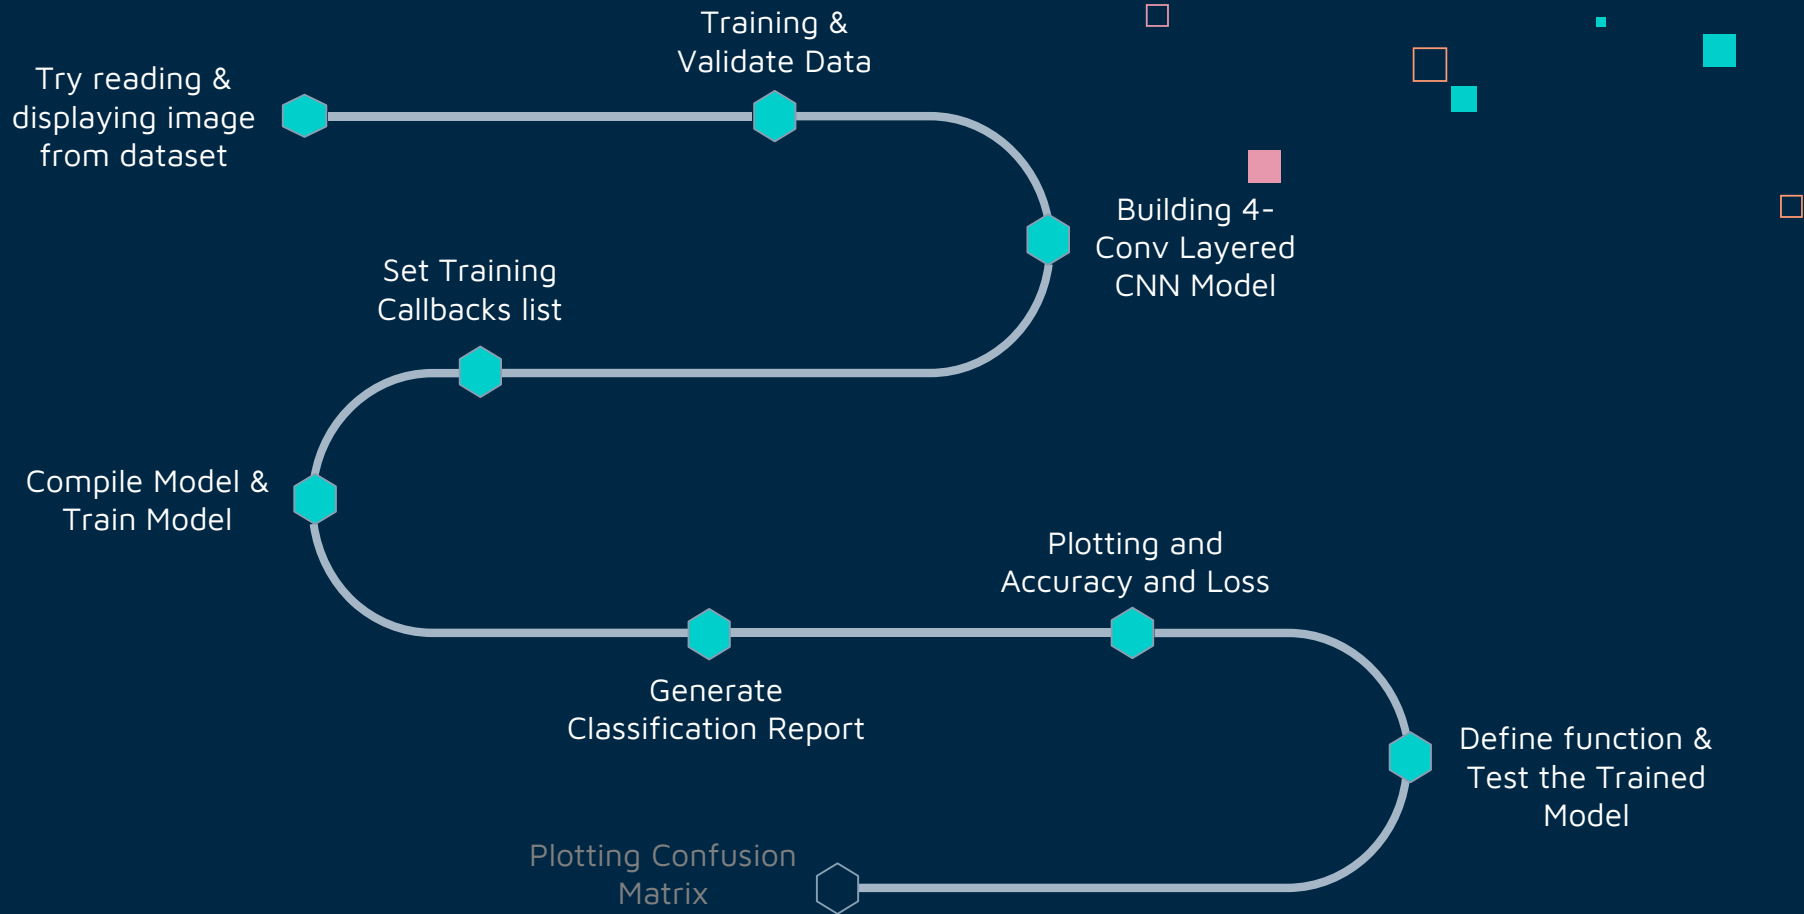 Try reading &
displaying image
from dataset
Training &
Validate Data
Building 4-
Conv Layered
CNN Model
Set Training
Callbacks list
Compile Model &
Train Model
Generate
Classification Report
Plotting and
Accuracy and Loss
Define function &
Test the Trained
Model
Plotting Confusion
Matrix